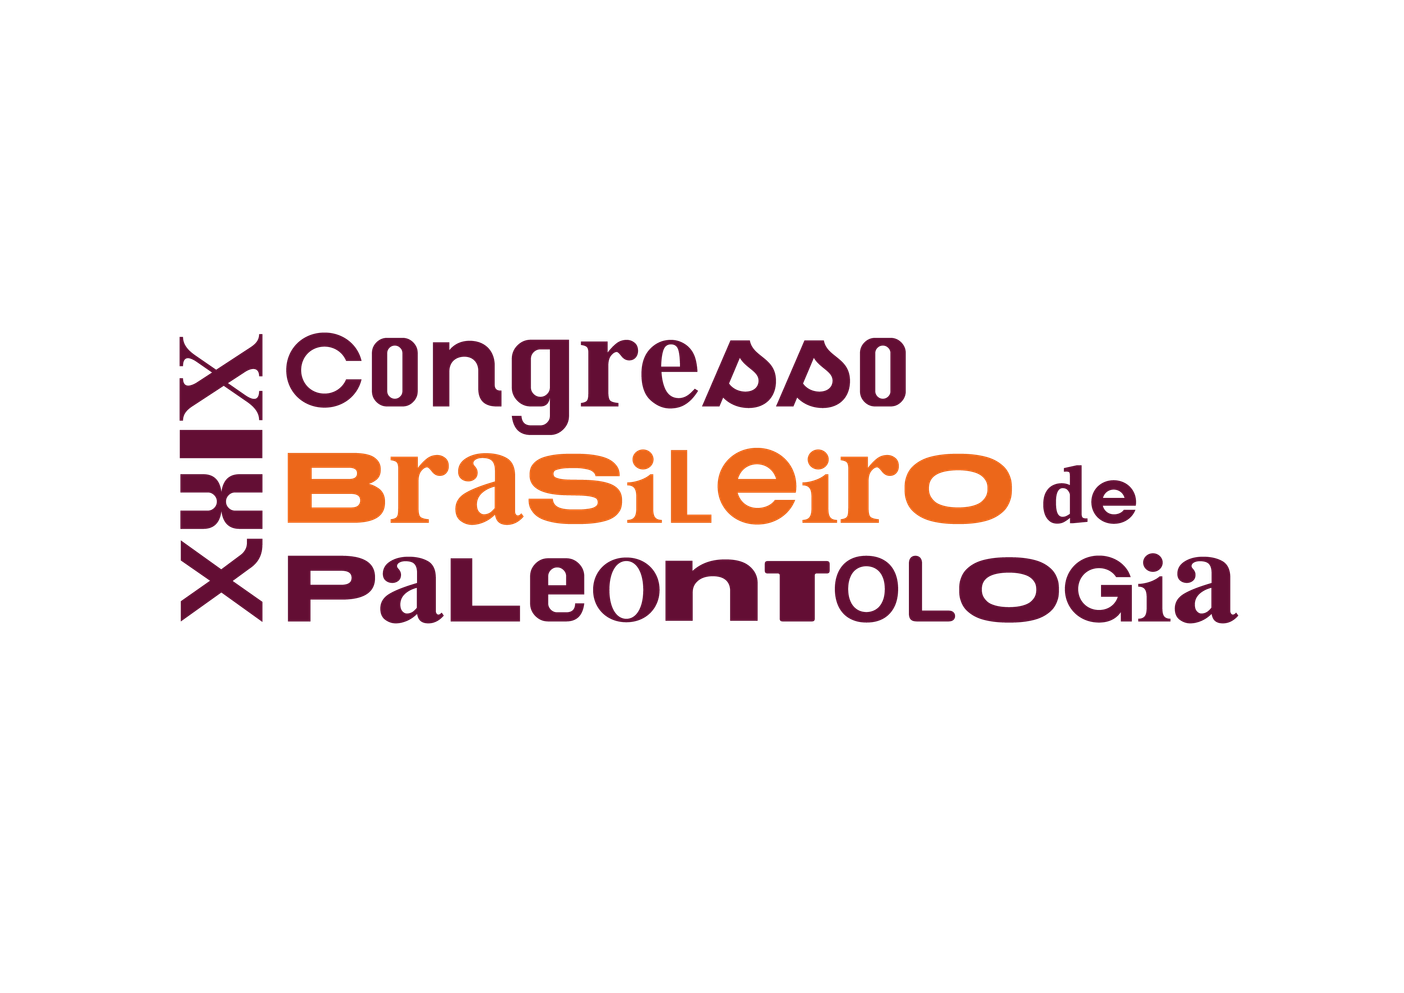 XXIX
Congresso
Brasileiro de
Paleontologia